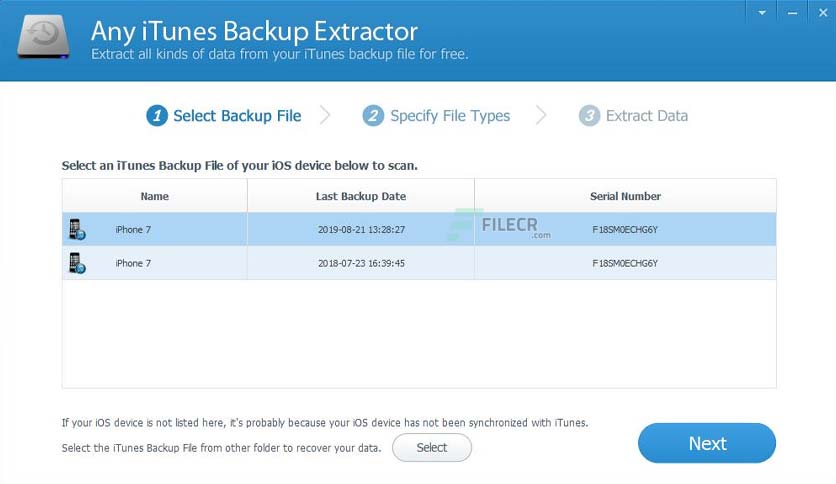 Any iTunes Backup Extractor
Extract all kinds of data from your iTunes backup file for free.
1 Select Backup File 2 Specify File Types 3 Extract Data
Select an iTunes Backup File of your iOS device below to scan.
Name Last Backup Date Serial Number
iPhone 7 2019-08-21 13:28:27 F18SM0ECHG6Y
FILECR
.com
iPhone 7 2018-07-23 16:39:45 F18SM0ECHG6Y
If your iOS device is not listed here, it's probably because your iOS device has not been synchronized with iTunes.
Select the iTunes Backup File from other folder to recover your data. Select
Next